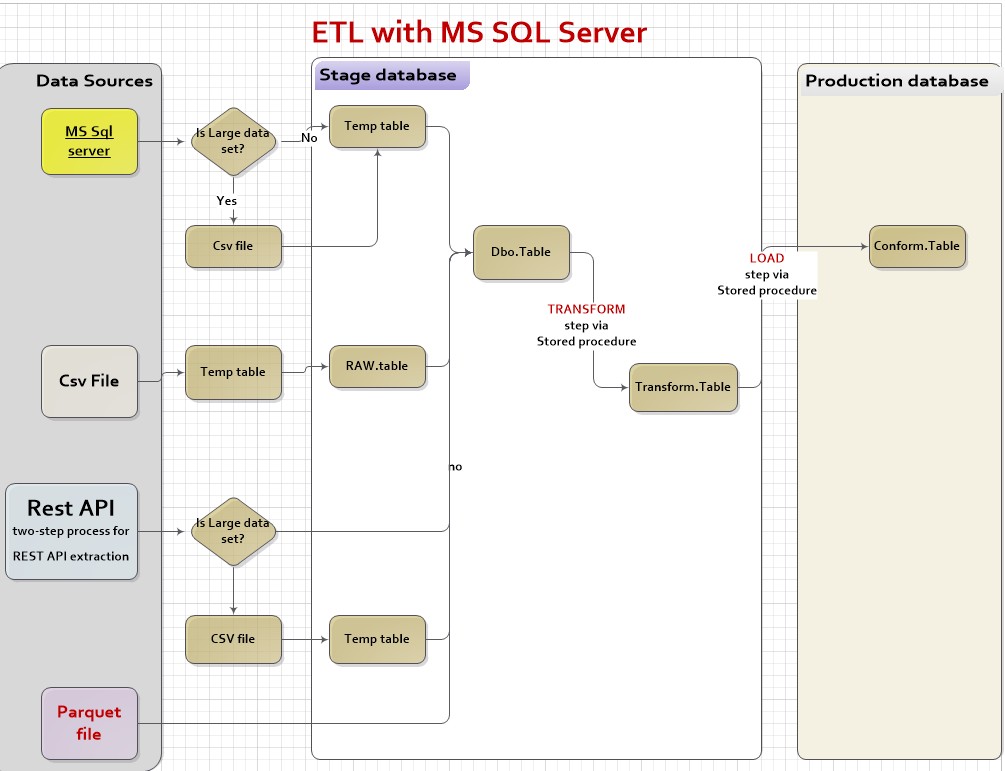 ETL with MS SQL Server
Data Sources
Stage database
Production database
MS Sql
server
Is Large data
set?
No
Temp table
Yes
Csv file
Dbo.Table
Conform.Table
LOAD
step via
Stored procedure
TRANSFORM
step via
Stored procedure
Csv File
Temp table
RAW.table
Transform.Table
no
Rest API
two-step process for
REST API extraction
Is Large data
set?
CSV file
Temp table
Parquet
file